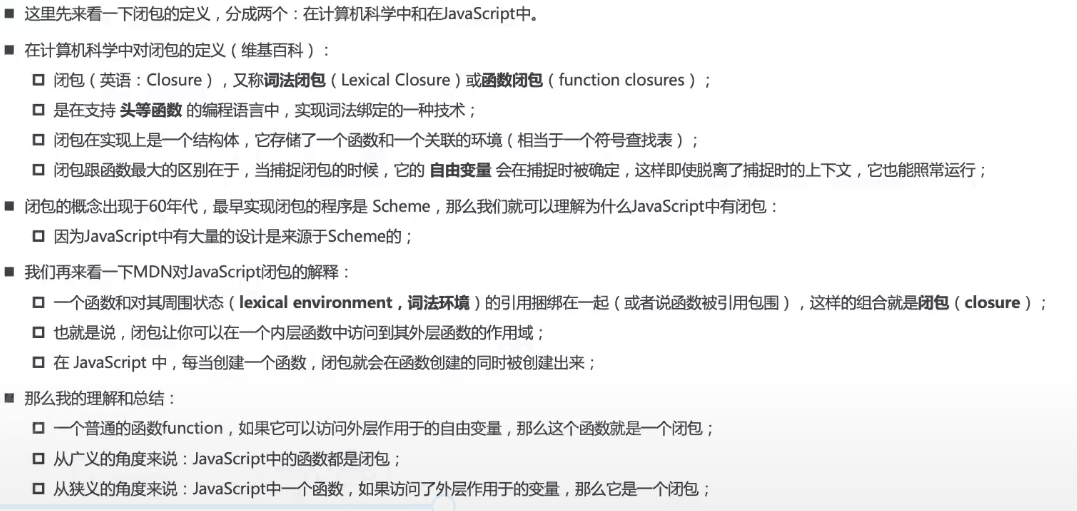 这里先来看一下闭包的定义，分成两个：在计算机科学中和在JavaScript中。
在计算机科学中对闭包的定义（维基百科）：
闭包（英语：Closure），又称词法闭包（Lexical Closure）或函数闭包（function closures）；
是在支持 头等函数 的编程语言中，实现词法绑定的一种技术；
闭包在实现上是一个结构体，它存储了一个函数和一个关联的环境（相当于一个符号查找表）；
闭包跟函数最大的区别在于，当捕捉闭包的时候，它的 自由变量 会在捕捉时被确定，这样即使脱离了捕捉时的上下文，它也能照常运行；
闭包的概念出现于60年代，最早实现闭包的程序是 Scheme，那么我们就可以理解为什么JavaScript中有闭包：
因为JavaScript中有大量的设计是来源于Scheme的；
我们再来看一下MDN对JavaScript闭包的解释：
一个函数和对其周围状态（lexical environment，词法环境）的引用捆绑在一起（或者说函数被引用包围），这样的组合就是闭包（closure）；
也就是说，闭包让你可以在一个内层函数中访问到其外层函数的作用域；
在 JavaScript 中，每当创建一个函数，闭包就会在函数创建的同时被创建出来；
那么我的理解和总结：
一个普通的函数function，如果它可以访问外层作用于的自由变量，那么这个函数就是一个闭包；
从广义的角度来说：JavaScript中的函数都是闭包；
从狭义的角度来说：JavaScript中一个函数，如果访问了外层作用于的变量，那么它是一个闭包；